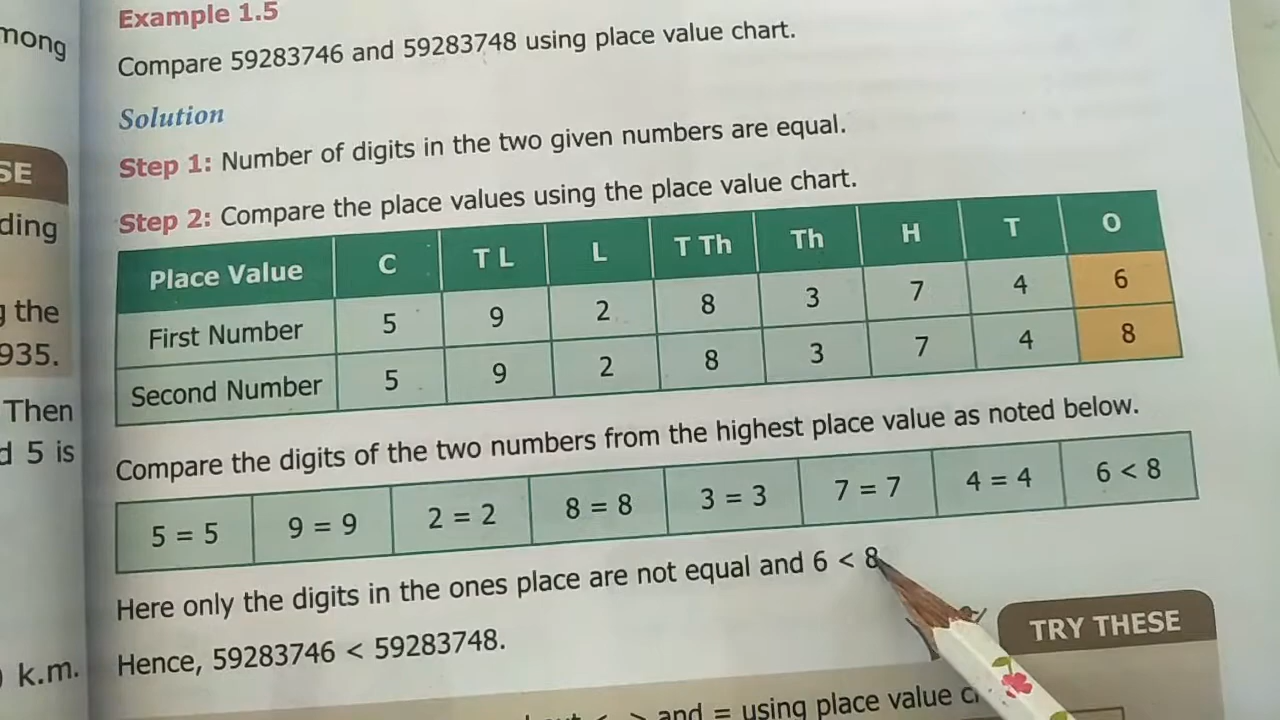 mong
SE
ding
g the
935.
Then
d 5 is
k.m.
Example 1.5
Compare 59283746 and 59283748 using place value chart.
Solution
Step 1: Number of digits in the two given numbers are equal.
Step 2: Compare the place values using the place value chart.
Place Value C T L L T Th Th H T O
First Number 5 9 2 8 3 7 4 6
Second Number 5 9 2 8 3 7 4 8
Compare the digits of the two numbers from the highest place value as noted below.
5 = 5 9 = 9 2 = 2 8 = 8 3 = 3 7 = 7 4 = 4 6 < 8
Here only the digits in the ones place are not equal and 6 < 8
Hence, 59283746 < 59283748.
TRY THESE
> and = using place value